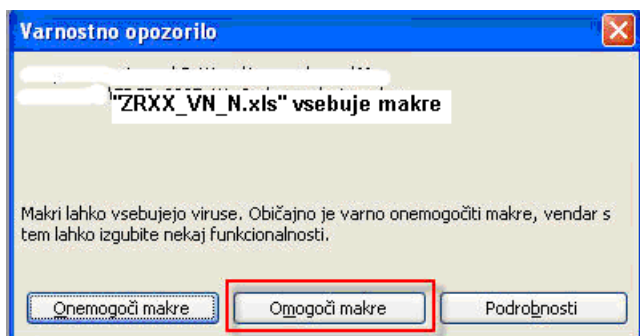 Varnostno opozorilo
"ZRXX_VN_N.xls" vsebuje makre
Makri lahko vsebujejo viruse. Običajno je varno onemogočiti makre, vendar s
tem lahko izgubite nekaj funkcionalnosti.
Onemogoči makre
Omogoči makre
Podrobnosti